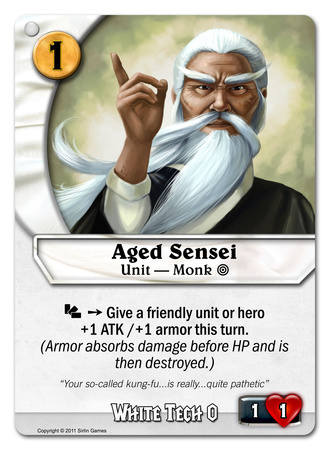 1
Aged Sensei
Unit — Monk
→ Give a friendly unit or hero
+1 ATK /+1 armor this turn.
(Armor absorbs damage before HP and is
then destroyed.)
"Your so-called kung-fu...is really...quite pathetic"
White Tech 0
1 1
Copyright © 2011 Sirlin Games